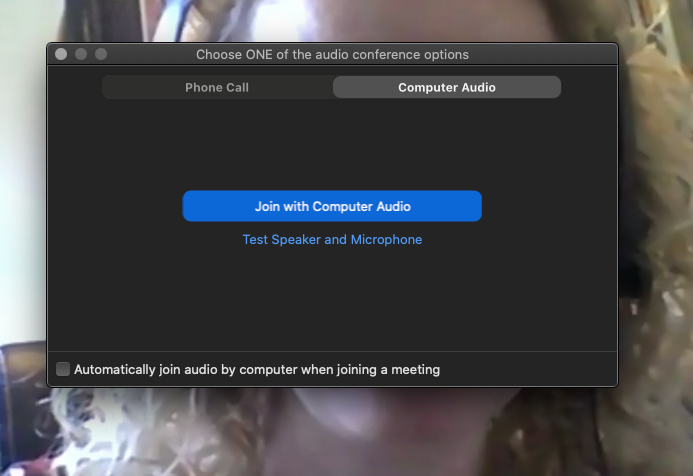 Choose ONE of the audio conference options
Phone Call
Computer Audio
Join with Computer Audio
Test Speaker and Microphone
Automatically join audio by computer when joining a meeting